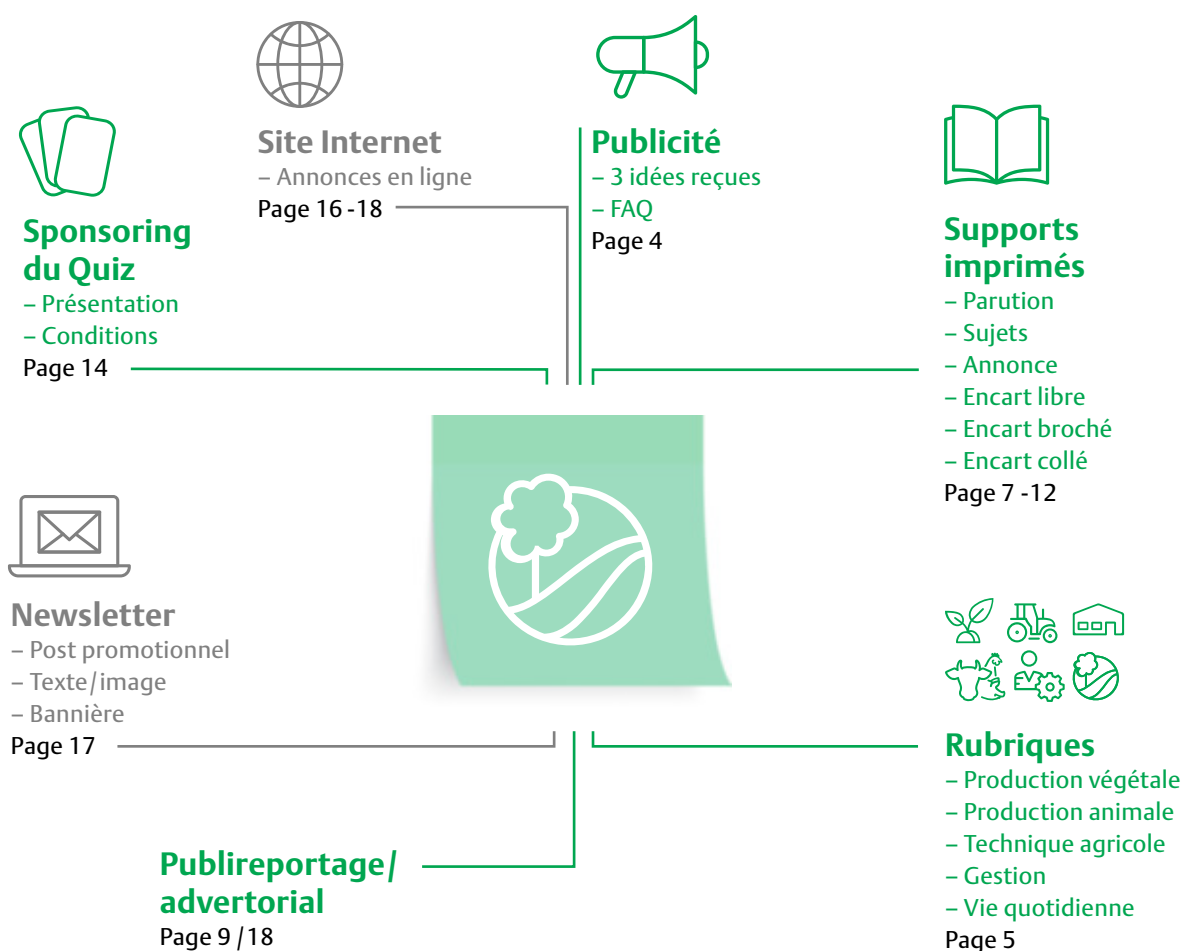 Site Internet
– Annonces en ligne
Page 16 -18
Publicité
– 3 idées reçues
– FAQ
Page 4
Sponsoring
du Quiz
– Présentation
– Conditions
Page 14
Supports
imprimés
– Parution
– Sujets
– Annonce
– Encart libre
– Encart broché
– Encart collé
Page 7 -12
Newsletter
– Post promotionnel
– Texte/image
– Bannière
Page 17
Publireportage/
advertorial
Page 9 /18
Rubriques
– Production végétale
– Production animale
– Technique agricole
– Gestion
– Vie quotidienne
Page 5